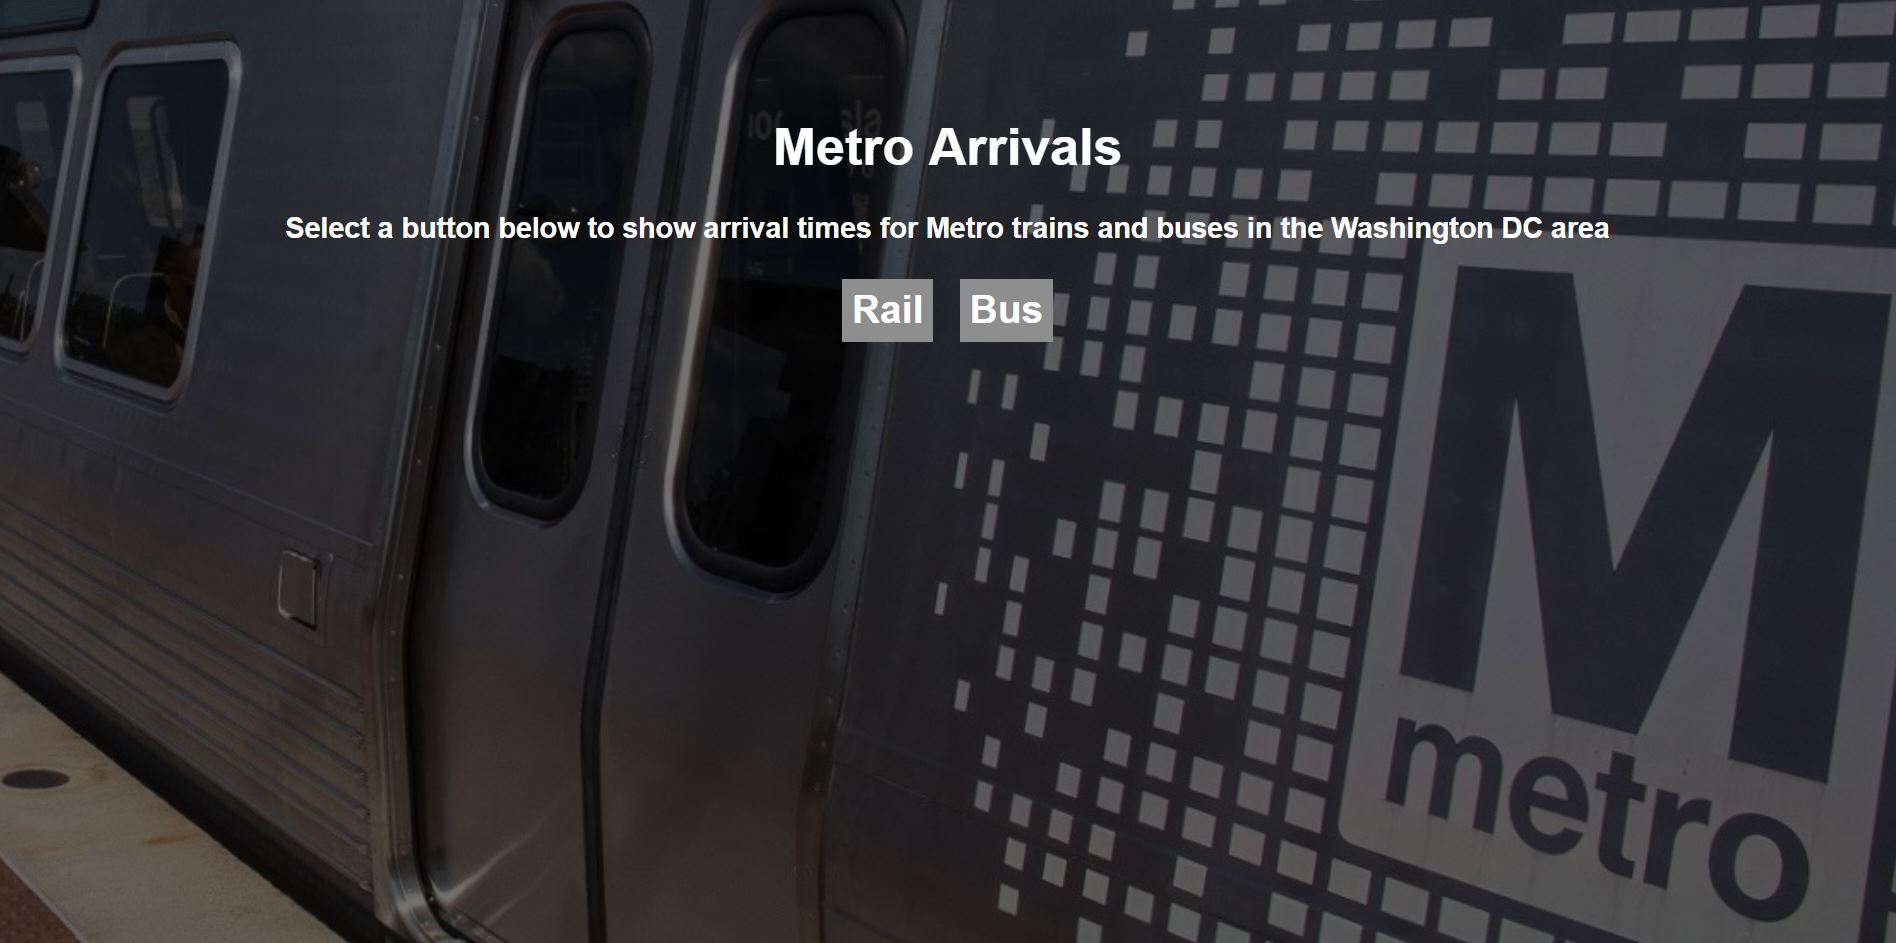 Metro Arrivals
Select a button below to show arrival times for Metro trains and buses in the Washington DC area
Rail Bus
M
metro